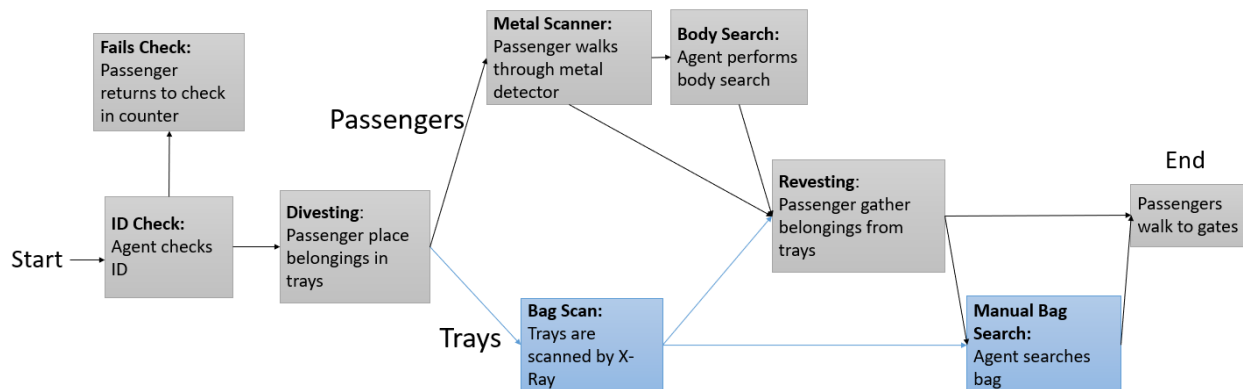 Start
ID Check:
Agent checks
ID
Fails Check:
Passenger
returns to check
in counter
Divesting:
Passenger place
belongings in
trays
Passengers
Metal Scanner:
Passenger walks
through metal
detector
Body Search:
Agent performs
body search
Trays
Bag Scan:
Trays are
scanned by X-
Ray
Revesting:
Passenger gather
belongings from
trays
Manual Bag
Search:
Agent searches
bag
End
Passengers
walk to gates